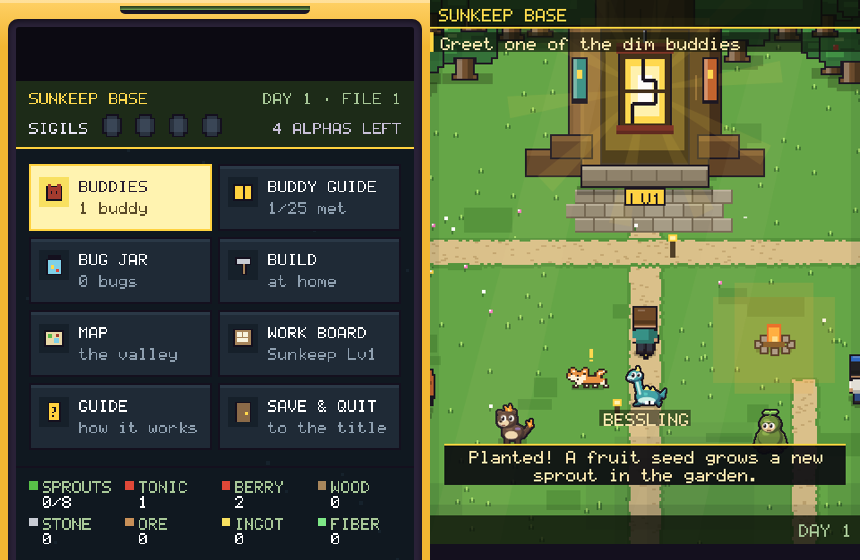 SUNKEEP BASE
DAY 1 · FILE 1
SIGILS
4 ALPHAS LEFT
BUDDIES
1 buddy
BUDDY GUIDE
1/25 met
BUG JAR
0 bugs
BUILD
at home
MAP
the valley
WORK BOARD
Sunkeep Lv1
GUIDE
how it works
SAVE & QUIT
to the title
SPROUTS
0/8
TONIC
1
BERRY
2
WOOD
0
STONE
0
ORE
0
INGOT
0
FIBER
0
SUNKEEP BASE
Greet one of the dim buddies
LV1
BESSLING
Planted! A fruit seed grows a new
sprout in the garden.
DAY 1